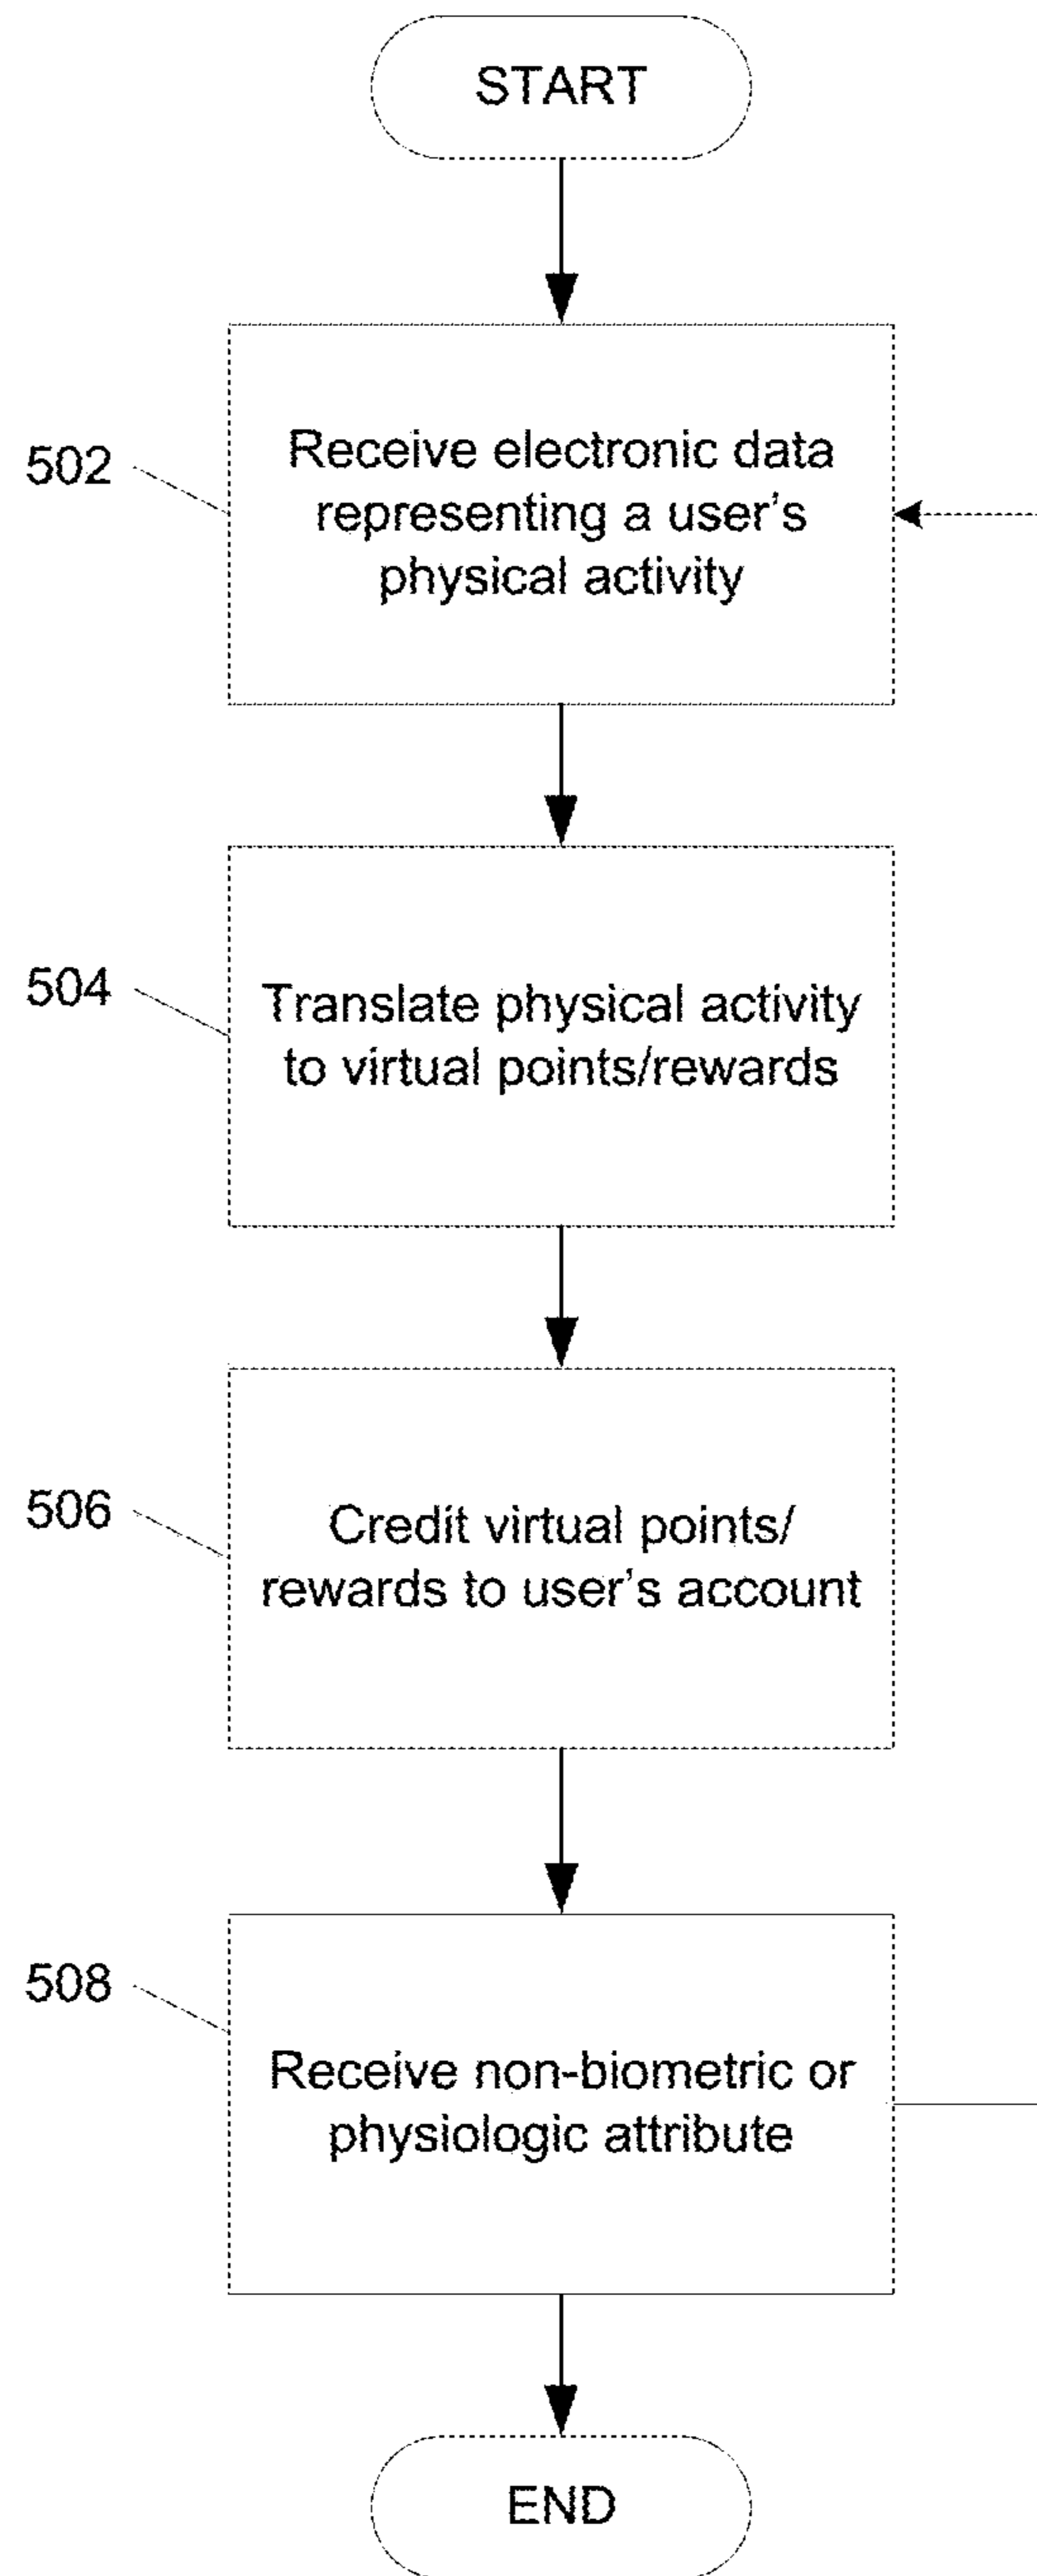 START
502
Receive electronic data
representing a user's
physical activity
504
Translate physical activity
to virtual points/rewards
506
Credit virtual points/
rewards to user's account
508
Receive non-biometric or
physiologic attribute
END